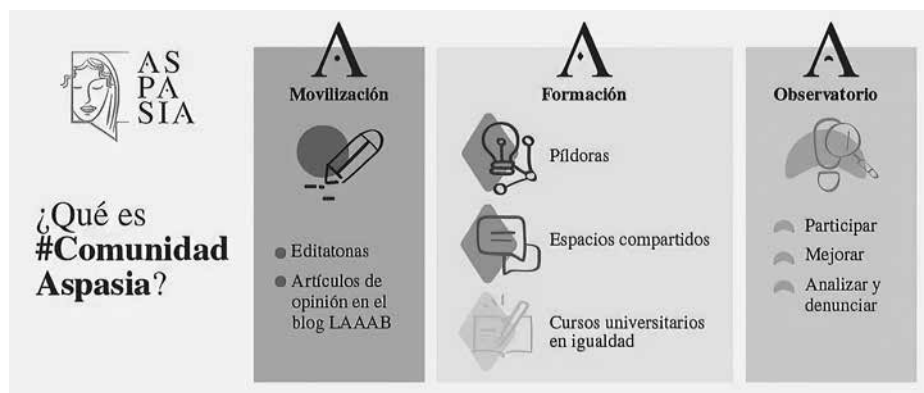 AS
PA
SIA
¿Qué es
#Comunidad
Aspasia?
A
Movilización
Editatonas
Artículos de
opinión en el
blog LAAAB
A
Formación
Píldoras
Espacios compartidos
Cursos universitarios
en igualdad
A
Observatorio
Participar
Mejorar
Analizar y
denunciar